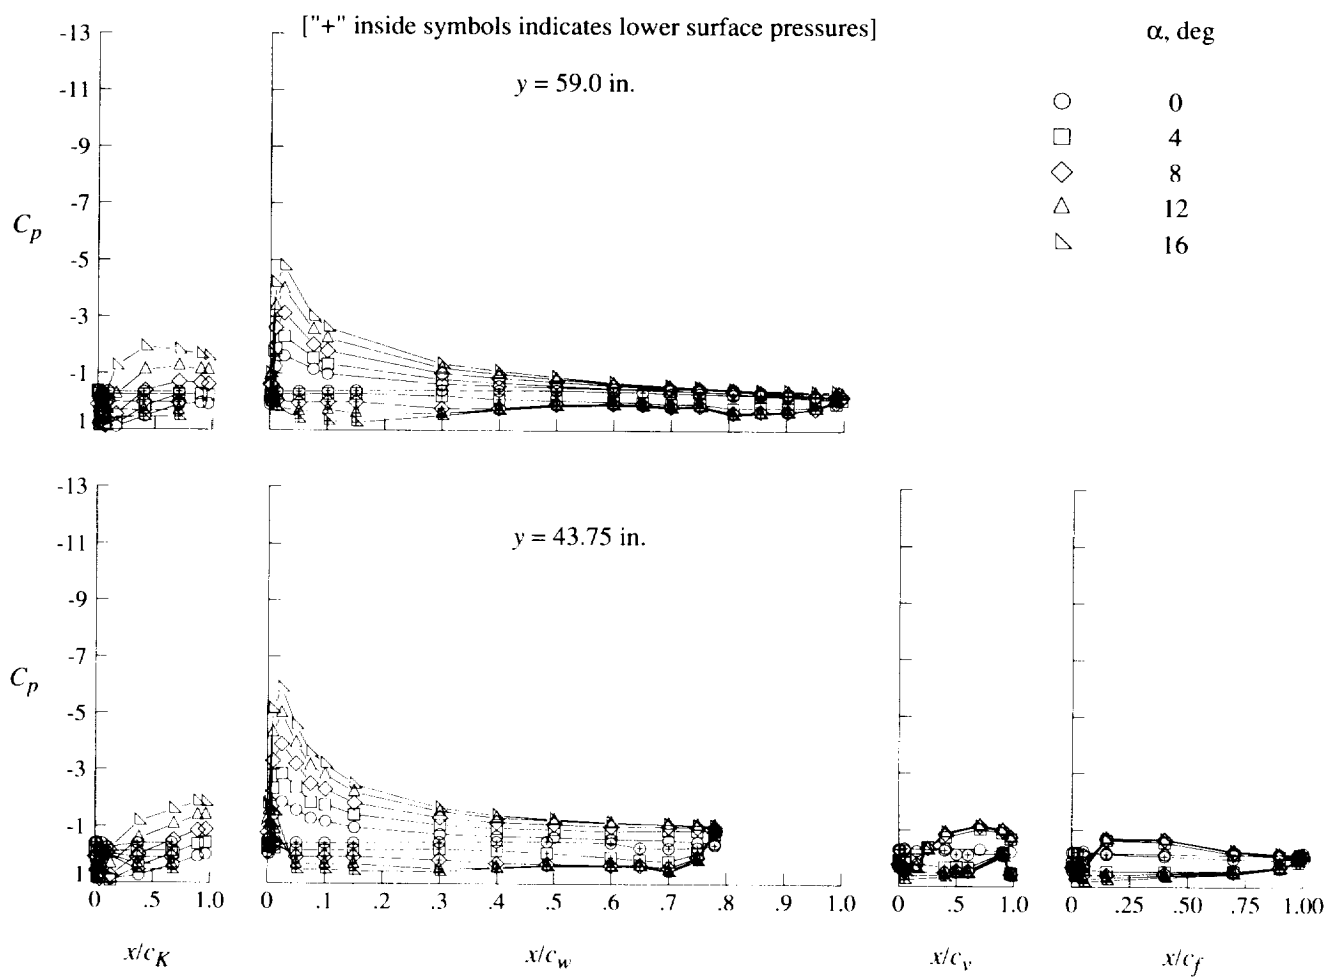 ["+" inside symbols indicates lower surface pressures]
α, deg
y = 59.0 in.
0
4
8
12
16
-13
-11
-9
-7
-5
-3
-1
1
C_p
y = 43.75 in.
-13
-11
-9
-7
-5
-3
-1
1
C_p
0 .5 1.0
0 .1 .2 .3 .4 .5 .6 .7 .8 .9 1.0
0 .5 1.0
0 .25 .50 .75 1.00
x/c_K
x/c_w
x/c_v
x/c_f